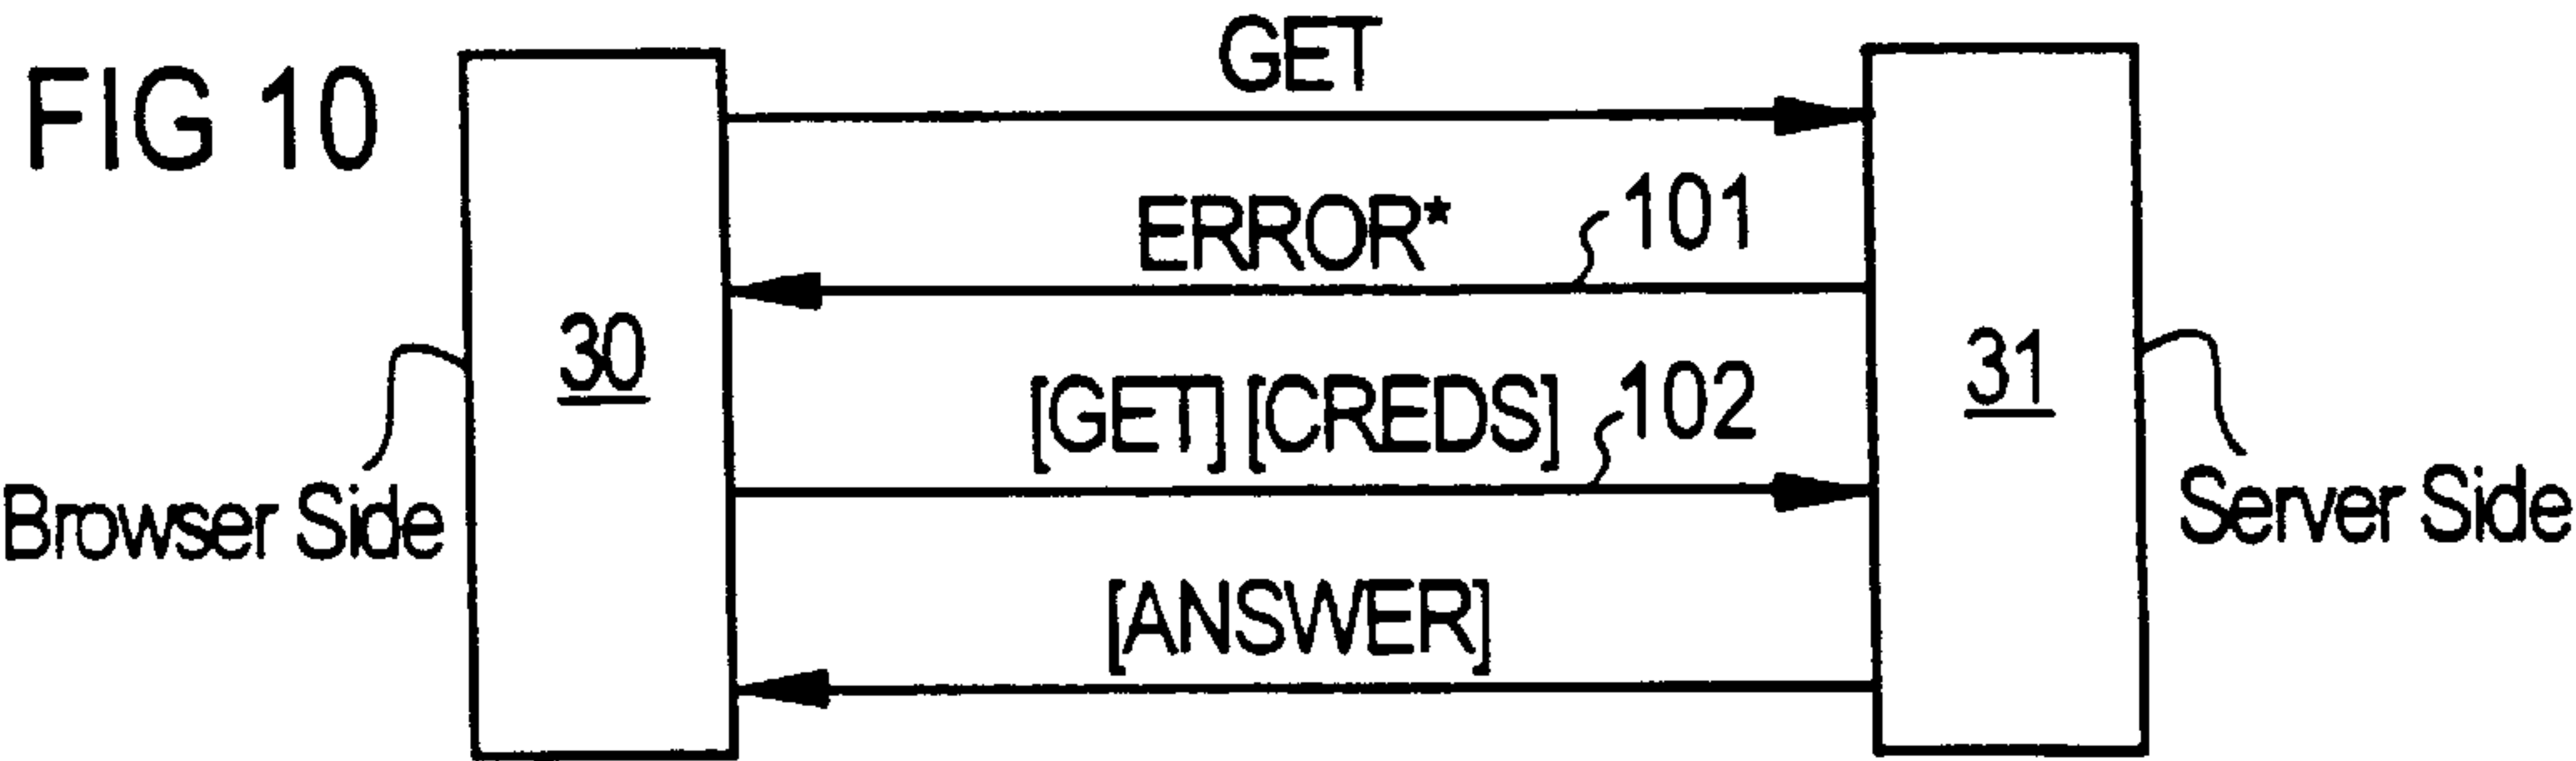 FIG 10
GET
ERROR*
101
30
31
[GET] [CREDS]
102
Browser Side
Server Side
[ANSWER]